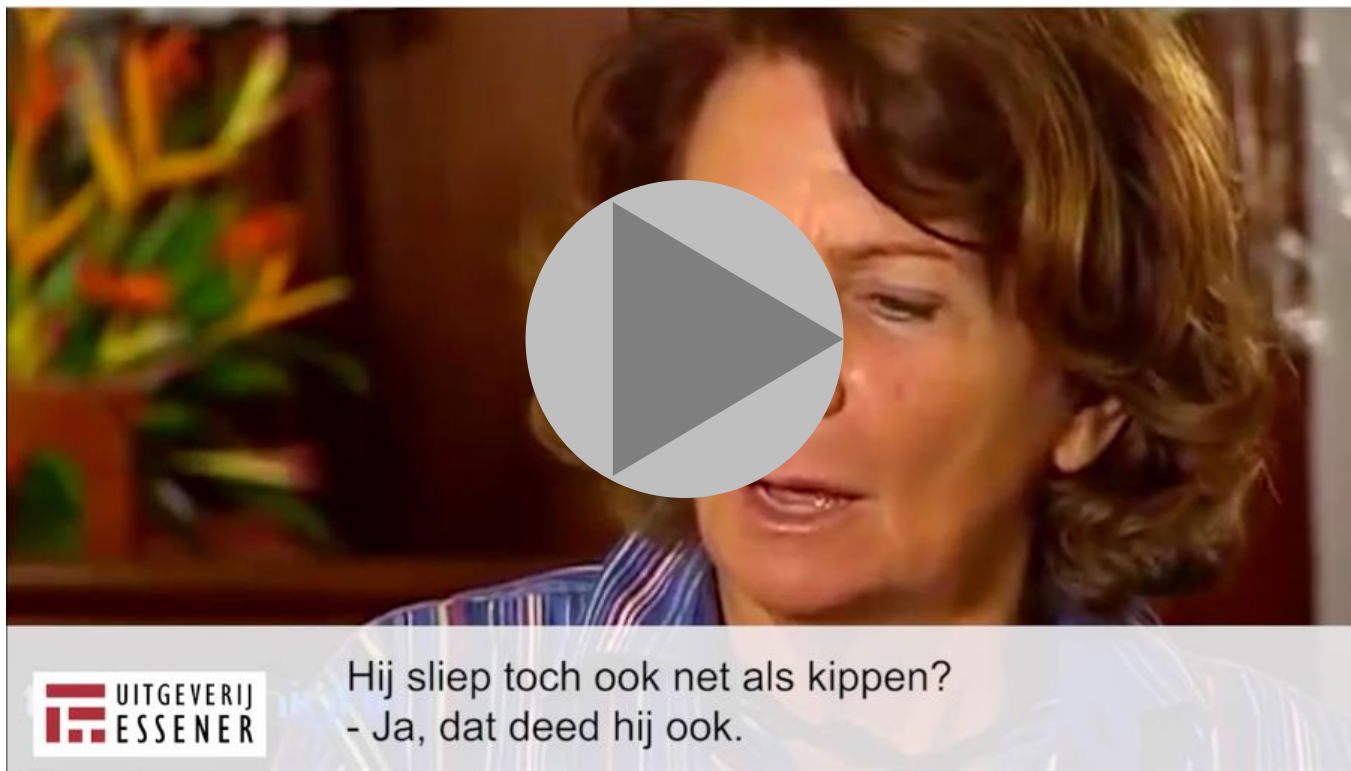 UITGEVERIJ
ESSENER
Hij sliep toch ook net als kippen?
- Ja, dat deed hij ook.